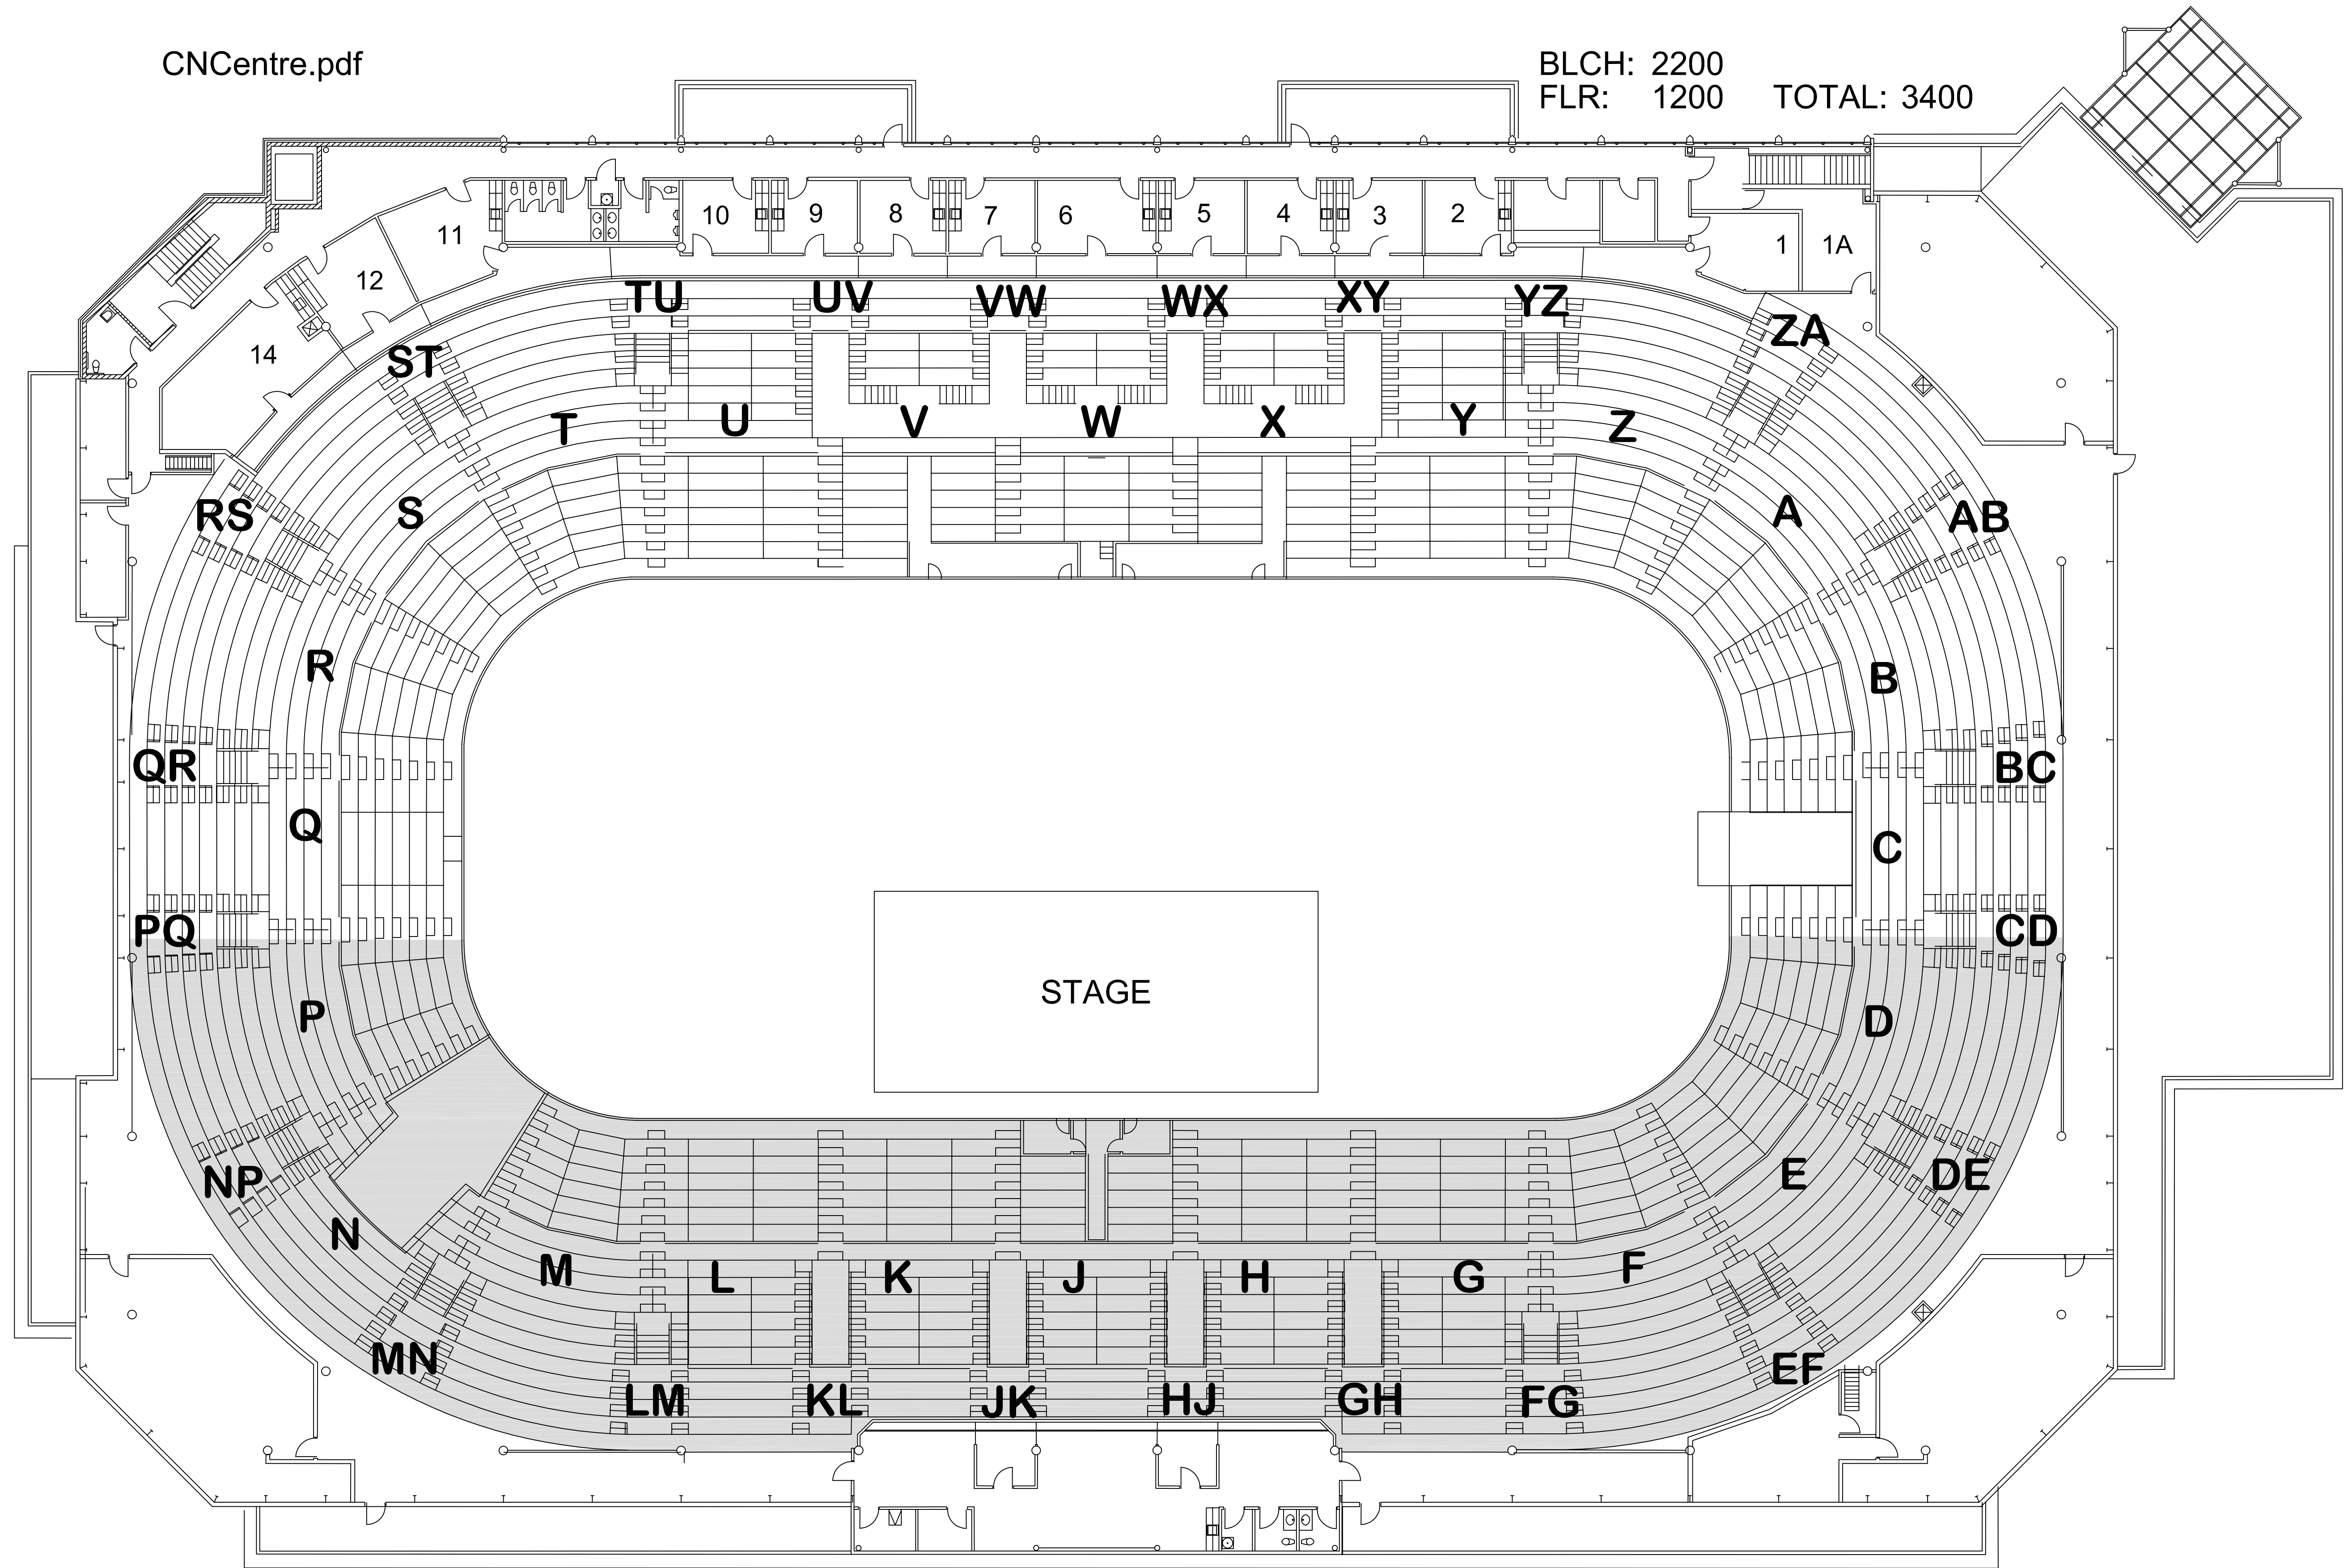 CNCentre.pdf
BLCH: 2200
FLR: 1200 TOTAL: 3400
10 9 8 7 6 5 4 3 2
11
12
14
1 1A
TU UV VW WX XY YZ
ST
ZA
T U V W X Y Z
RS
S
A
AB
R
B
QR
BC
Q
C
PQ
CD
STAGE
P
D
NP
DE
N
E
M L K J H G F
MN
EF
LM KL JK HJ GH FG